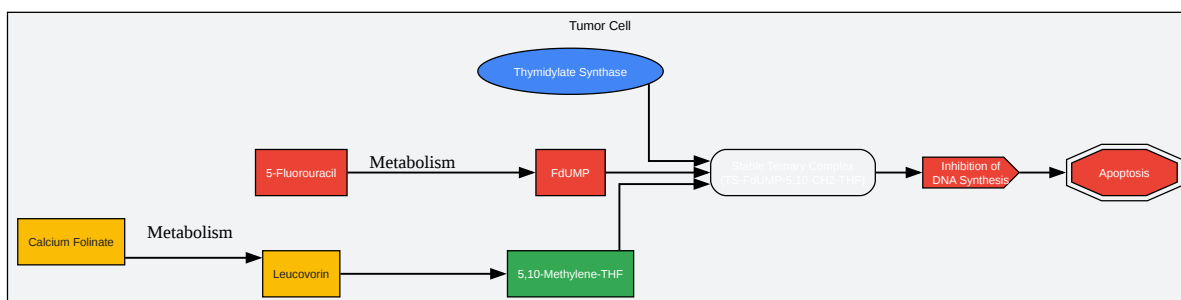 Tumor Cell
Thymidylate Synthase
5-Fluorouracil
Metabolism
FdUMP
Stable Ternary Complex
(TS-FdUMP-5,10-CH2-THF)
Inhibition of
DNA Synthesis
Apoptosis
Calcium Folinate
Metabolism
Leucovorin
5,10-Methylene-THF